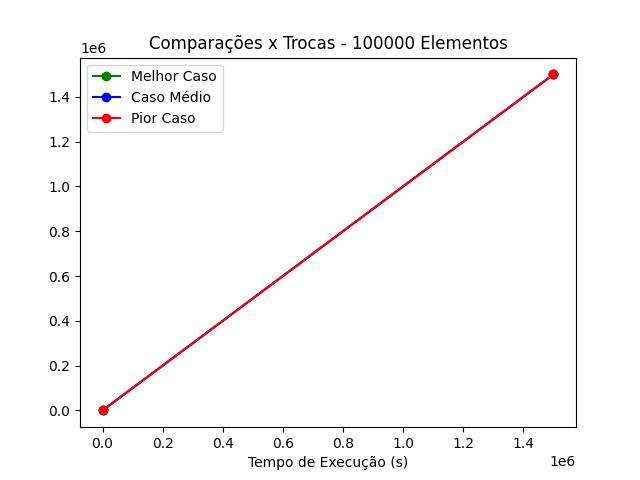 Comparações x Trocas - 100000 Elementos
1e6
Melhor Caso
Caso Médio
Pior Caso
1.4
1.2
1.0
0.8
0.6
0.4
0.2
0.0
0.0 0.2 0.4 0.6 0.8 1.0 1.2 1.4
Tempo de Execução (s)
1e6